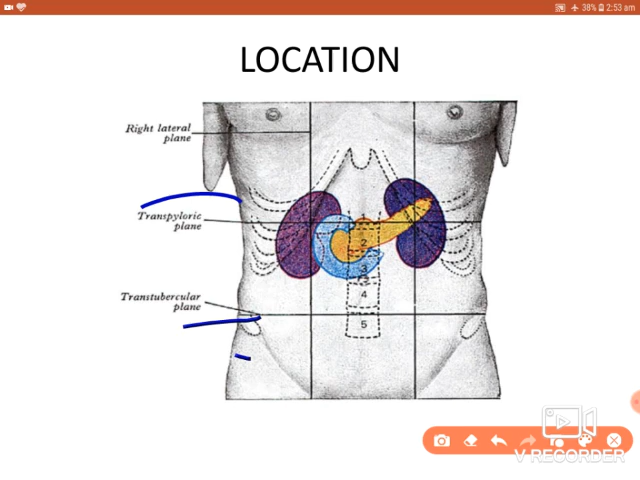 38% 2:53 am
LOCATION
Right lateral
plane
Transpyloric
plane
Transtubercular
plane
1
2
3
4
5
V RECORDER